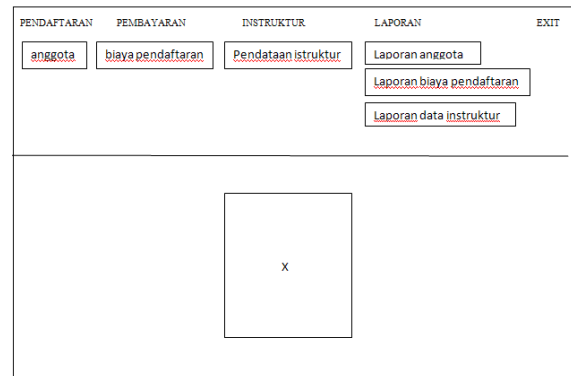 PENDAFTARAN PEMBAYARAN INSTRUKTUR LAPORAN EXIT
anggota biaya pendaftaran Pendataan istruktur Laporan anggota
Laporan biaya pendaftaran
Laporan data instruktur
X